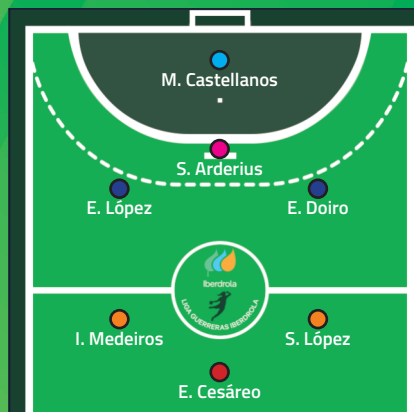 M. Castellanos
S. Arderius
E. López
E. Doiro
Iberdrola
LIGA GUERRERAS IBERDROLA
I. Medeiros
S. López
E. Cesáreo